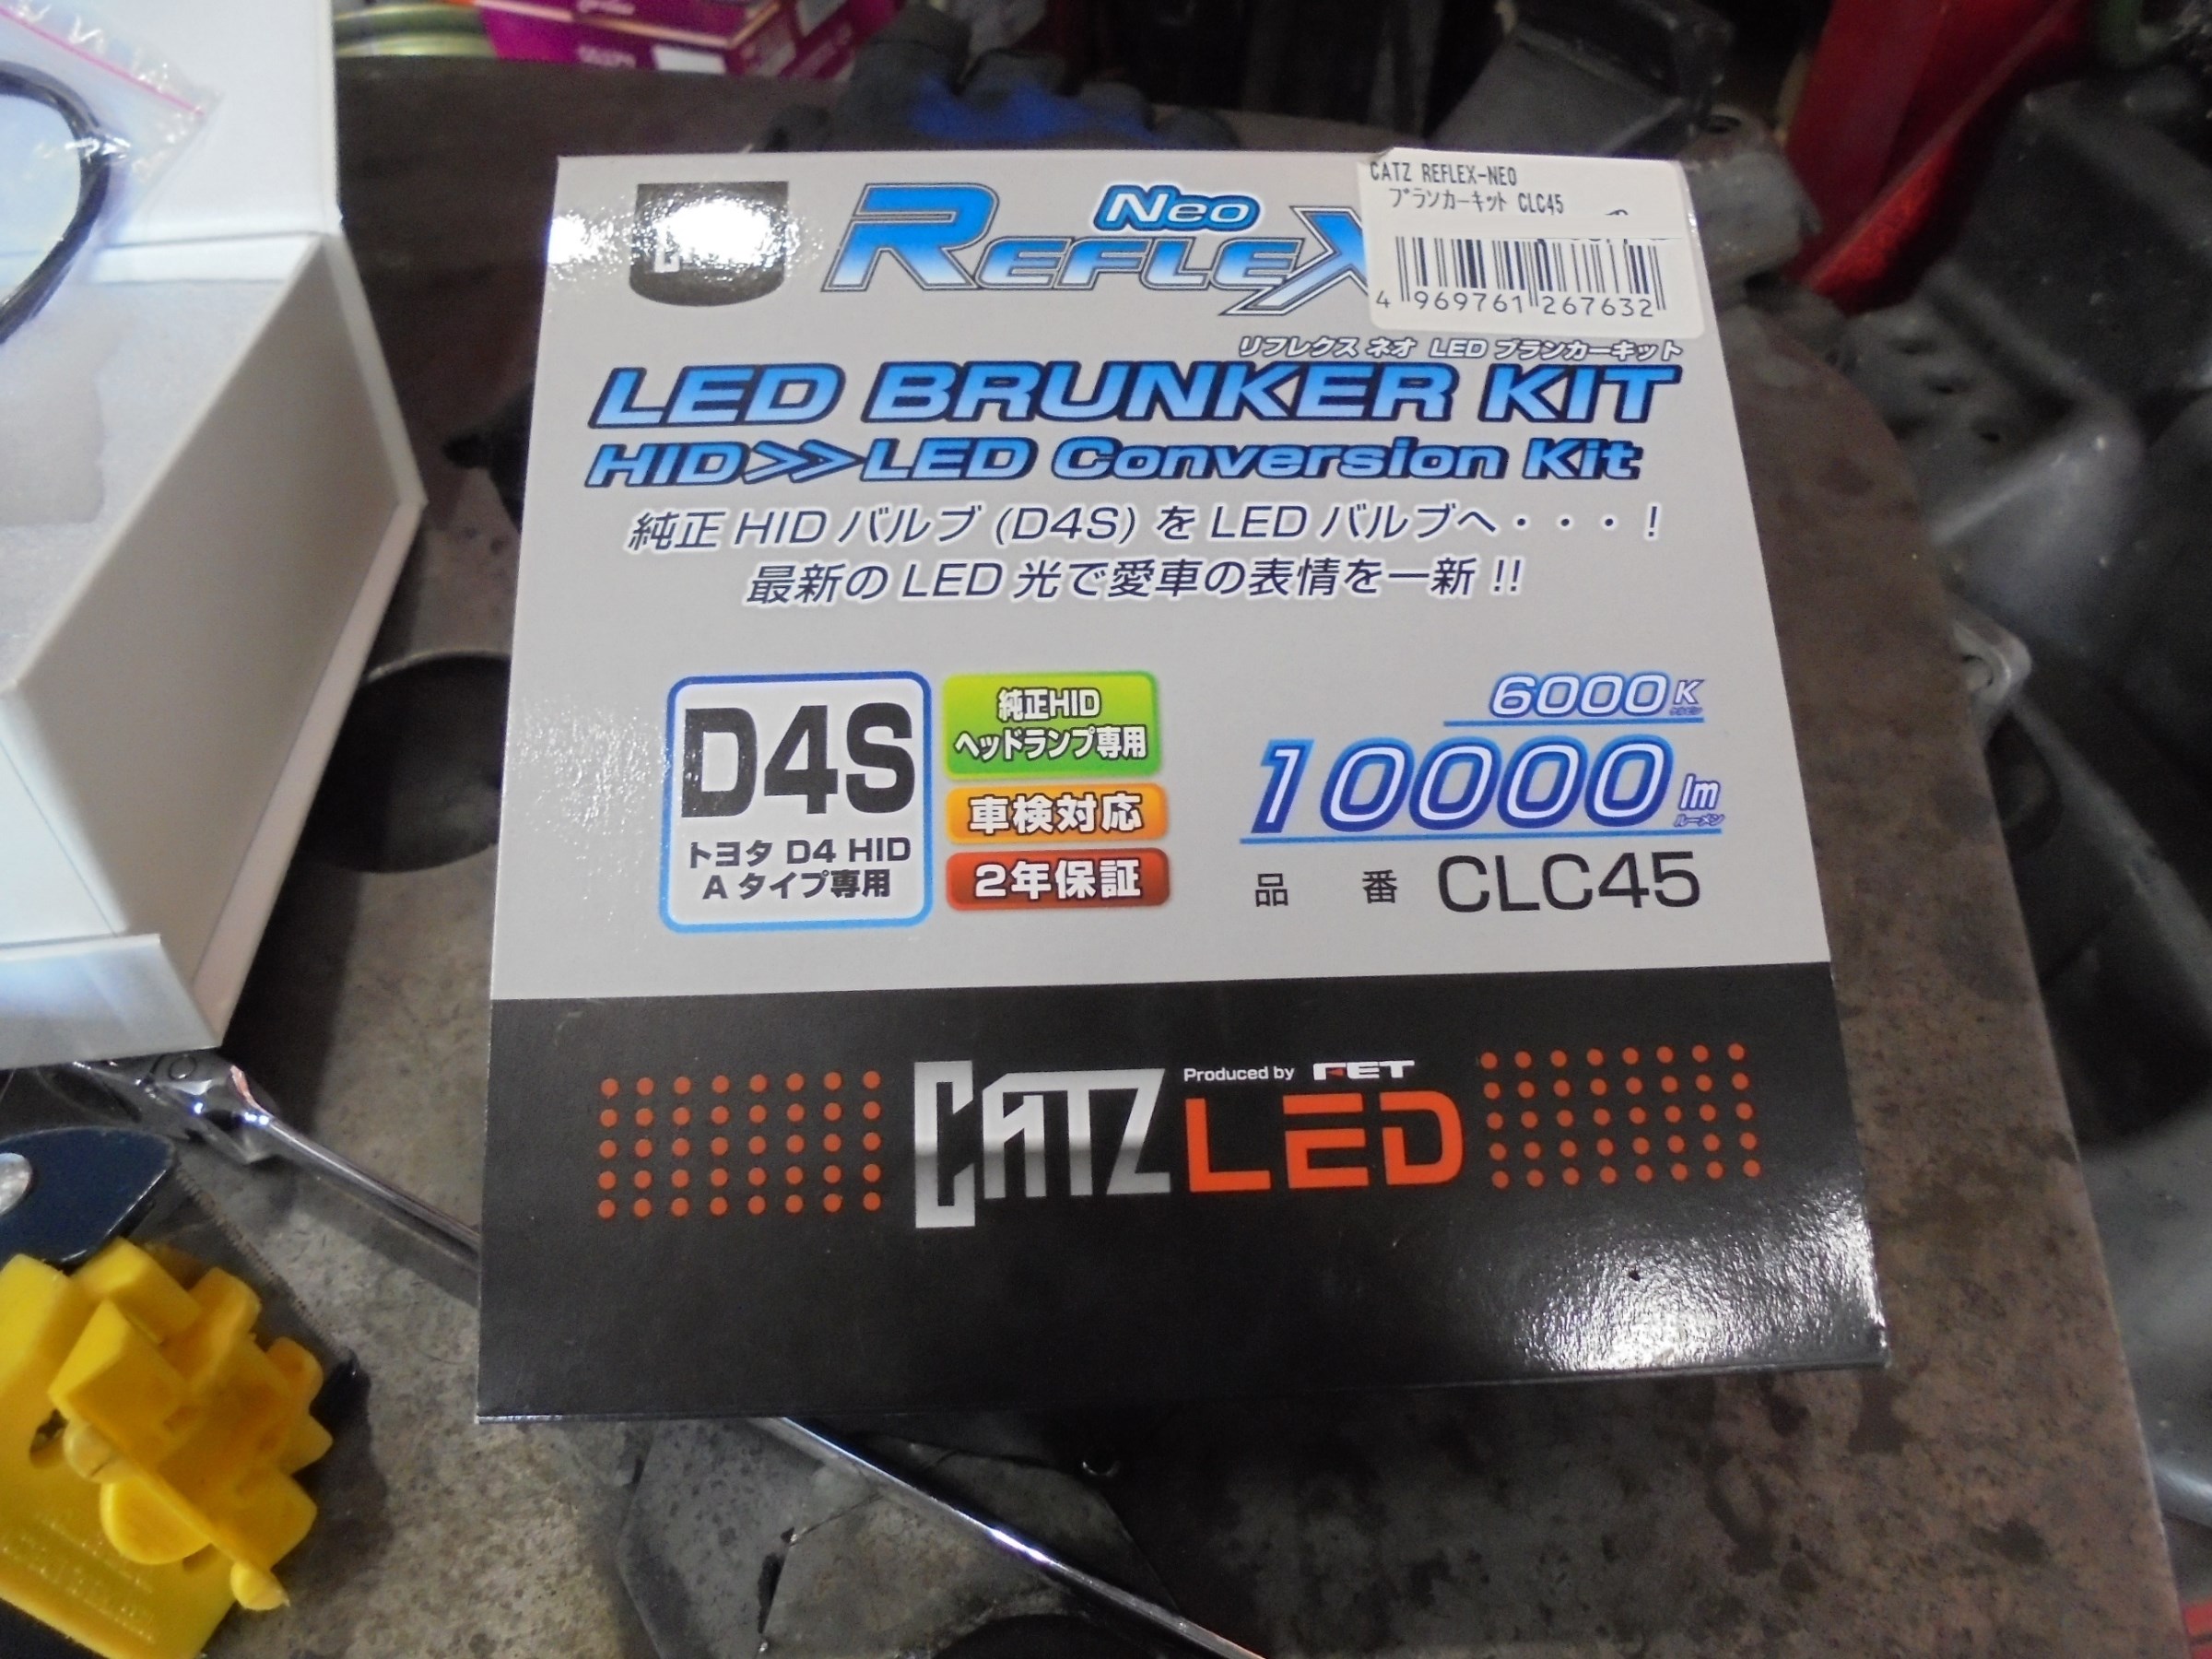 CATZ REFLEX-NEO
ブランカーキット CLC45
4 969761 267632
Neo
REFLEX
リフレクス ネオ LED ブランカーキット
LED BRUNKER KIT
HID>>>LED Conversion Kit
純正 HID バルブ (D4S) を LED バルブへ・・・!
最新の LED 光で愛車の表情を一新 !!
D4S
トヨタ D4 HID
A タイプ専用
純正HID
ヘッドランプ専用
車検対応
2年保証
6000K
ケルビン
10000lm
ルーメン
品 番 CLC45
Produced by FET
CATZ LED